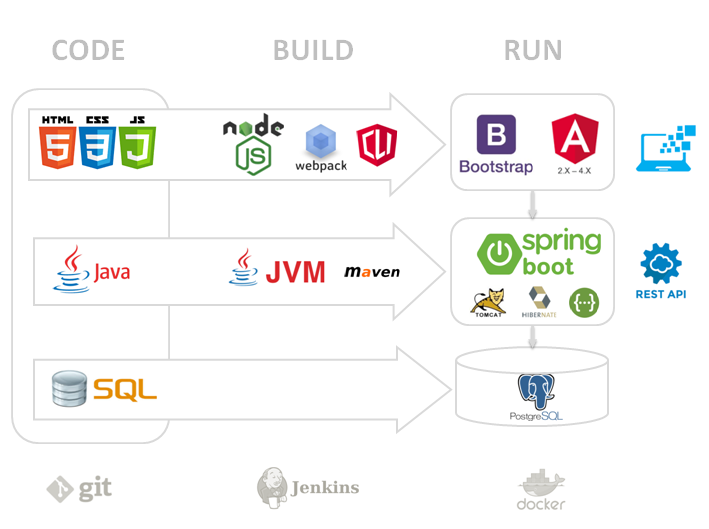 CODE BUILD RUN
HTML CSS JS
5 3 J
node
JS
webpack
CLI
B
Bootstrap
A
2.X – 4.X
Java
JVM
maven
spring
boot
TOMCAT
HIBERNATE
{···}
REST API
SQL
PostgreSQL
git
Jenkins
docker